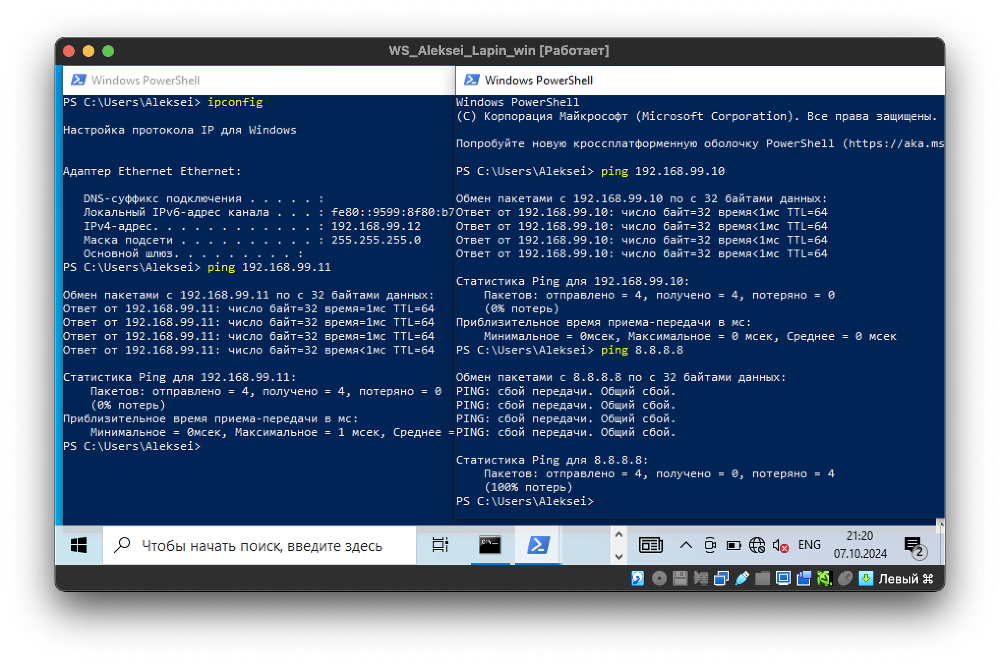 WS_Aleksei_Lapin_win [Работает]
Windows PowerShell
PS C:\Users\Aleksei> ipconfig
Настройка протокола IP для Windows
Адаптер Ethernet Ethernet:
DNS-суффикс подключения . . . . . :
Локальный IPv6-адрес канала . . . : fe80::9599:8f80:b7
IPv4-адрес. . . . . . . . . . . . : 192.168.99.12
Маска подсети . . . . . . . . . . : 255.255.255.0
Основной шлюз. . . . . . . . . :
PS C:\Users\Aleksei> ping 192.168.99.11
Обмен пакетами с 192.168.99.11 по с 32 байтами данных:
Ответ от 192.168.99.11: число байт=32 время=1мс TTL=64
Ответ от 192.168.99.11: число байт=32 время=1мс TTL=64
Ответ от 192.168.99.11: число байт=32 время=1мс TTL=64
Ответ от 192.168.99.11: число байт=32 время<1мс TTL=64
Статистика Ping для 192.168.99.11:
Пакетов: отправлено = 4, получено = 4, потеряно = 0
(0% потерь)
Приблизительное время приема-передачи в мс:
Минимальное = 0мсек, Максимальное = 1 мсек, Среднее =
PS C:\Users\Aleksei>
Windows PowerShell
Windows PowerShell
(C) Корпорация Майкрософт (Microsoft Corporation). Все права защищены.
Попробуйте новую кроссплатформенную оболочку PowerShell (https://aka.ms
PS C:\Users\Aleksei> ping 192.168.99.10
Обмен пакетами с 192.168.99.10 по с 32 байтами данных:
Ответ от 192.168.99.10: число байт=32 время<1мс TTL=64
Ответ от 192.168.99.10: число байт=32 время<1мс TTL=64
Ответ от 192.168.99.10: число байт=32 время<1мс TTL=64
Ответ от 192.168.99.10: число байт=32 время<1мс TTL=64
Статистика Ping для 192.168.99.10:
Пакетов: отправлено = 4, получено = 4, потеряно = 0
(0% потерь)
Приблизительное время приема-передачи в мс:
Минимальное = 0мсек, Максимальное = 0 мсек, Среднее = 0 мсек
PS C:\Users\Aleksei> ping 8.8.8.8
Обмен пакетами с 8.8.8.8 по с 32 байтами данных:
PING: сбой передачи. Общий сбой.
PING: сбой передачи. Общий сбой.
PING: сбой передачи. Общий сбой.
PING: сбой передачи. Общий сбой.
Статистика Ping для 8.8.8.8:
Пакетов: отправлено = 4, получено = 0, потеряно = 4
(100% потерь)
PS C:\Users\Aleksei>
Чтобы начать поиск, введите здесь
ENG
21:20
07.10.2024
2
Левый ⌘